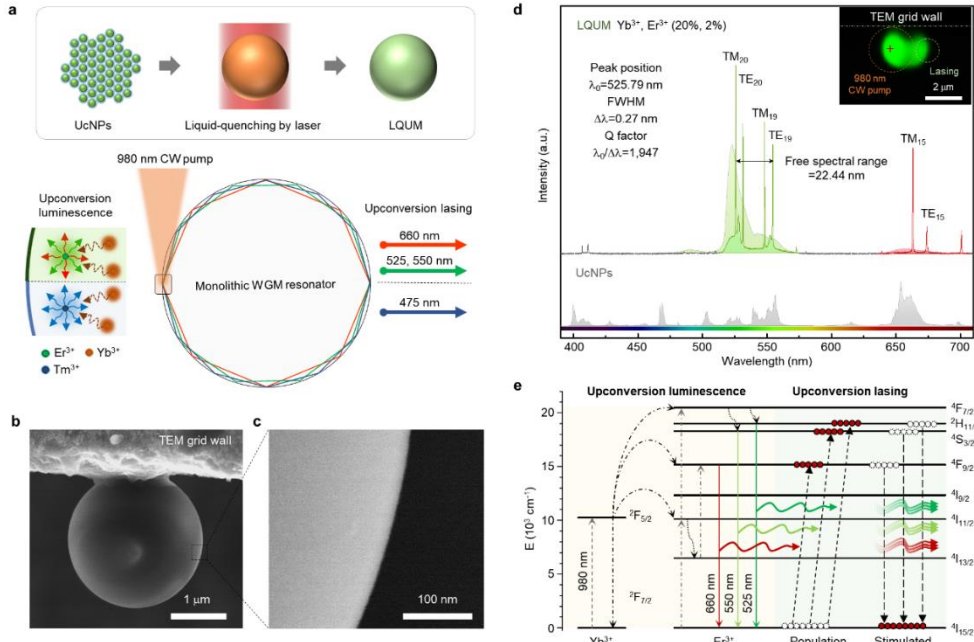 a
UcNPs
Liquid-quenching by laser
LQUM
980 nm CW pump
Upconversion
luminescence
Er³⁺
Yb³⁺
Tm³⁺
Monolithic WGM resonator
Upconversion lasing
660 nm
525, 550 nm
475 nm
b
TEM grid wall
1 μm
c
100 nm
d
LQUM Yb³⁺, Er³⁺ (20%, 2%)
Peak position
λ₀=525.79 nm
FWHM
Δλ=0.27 nm
Q factor
λ₀/Δλ=1,947
TM₂₀
TE₂₀
TM₁₉
TE₁₉
Free spectral range
=22.44 nm
TM₁₅
TE₁₅
TEM grid wall
980 nm
CW pump
Lasing
2 μm
UcNPs
Intensity (a.u.)
400 450 500 550 600 650 700
Wavelength (nm)
e
Upconversion luminescence
Upconversion lasing
E (10³ cm⁻¹)
20
15
10
5
0
980 nm
²F₅/₂
²F₇/₂
660 nm
550 nm
525 nm
⁴F₇/₂
²H₁₁/
⁴S₃/₂
⁴F₉/₂
⁴I₉/₂
⁴I₁₁/₂
⁴I₁₃/₂
⁴I₁₅/₂
Yb³⁺
Er³⁺
Population
Stimulated